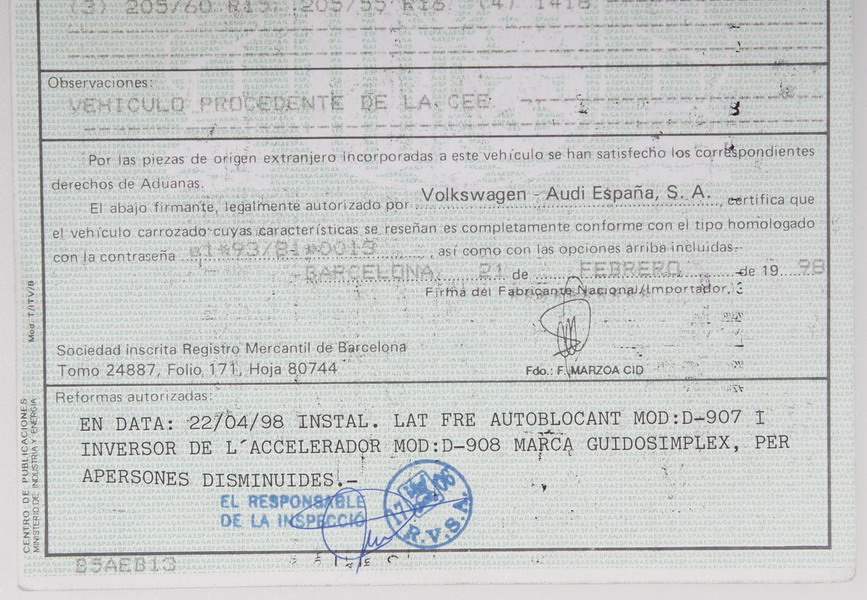 (3) 205/60 R15. 205/55 R16 (4) 1418
Observaciones:
VEHICULO PROCEDENTE DE LA.CEE
Por las piezas de origen extranjero incorporadas a este vehículo se han satisfecho los correspondientes
derechos de Aduanas.
El abajo firmante, legalmente autorizado por Volkswagen - Audi España, S. A., certifica que
el vehículo carrozado cuyas características se reseñan es completamente conforme con el tipo homologado
con la contraseña e1*93/81*0013, así como con las opciones arriba incluidas.
BARCELONA, 21 de FEBRERO de 1998
Firma del Fabricante Nacional/Importador,
Sociedad inscrita Registro Mercantil de Barcelona
Tomo 24887, Folio 171, Hoja 80744
Fdo.: F. MARZOA CID
Reformas autorizadas:
EN DATA: 22/04/98 INSTAL. LAT FRE AUTOBLOCANT MOD:D-907 I
INVERSOR DE L´ACCELERADOR MOD:D-908 MARCA GUIDOSIMPLEX, PER
APERSONES DISMINUIDES.-
EL RESPONSABLE
DE LA INSPECCIÓ
R.V.S.A.
B5AEB13
Mod. T/ITV/B
CENTRO DE PUBLICACIONES
MINISTERIO DE INDUSTRIA Y ENERGIA